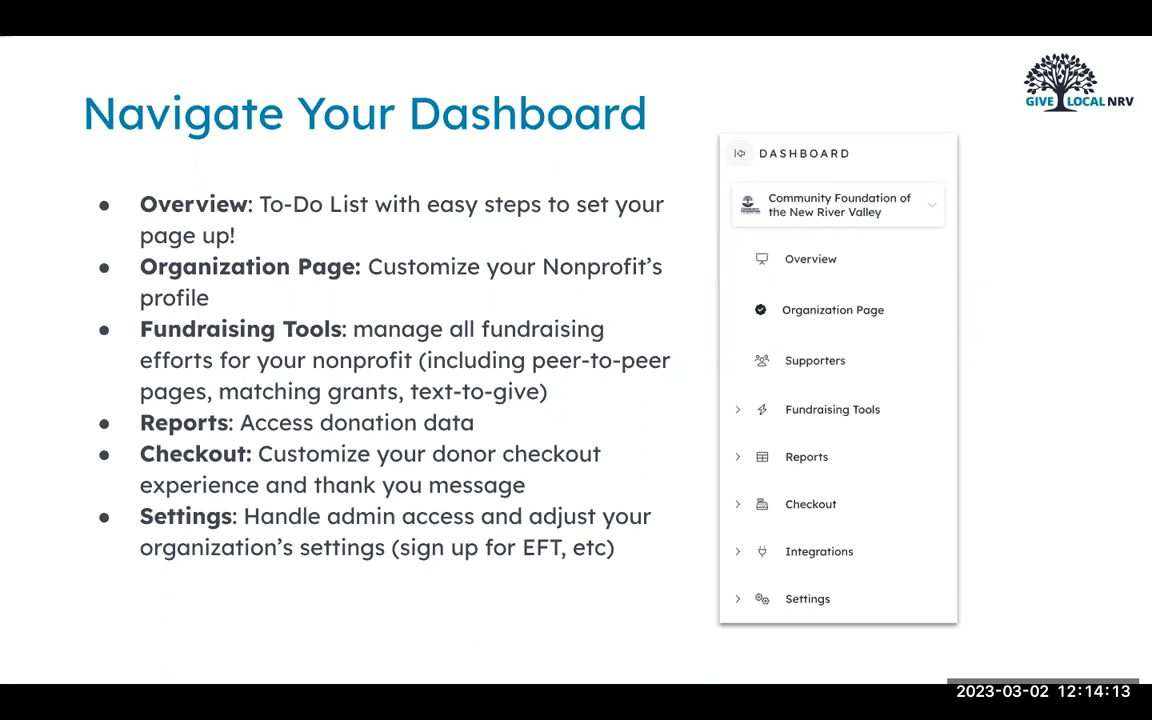 GIVE LOCAL NRV
Navigate Your Dashboard
● Overview: To-Do List with easy steps to set your
page up!
● Organization Page: Customize your Nonprofit’s
profile
● Fundraising Tools: manage all fundraising
efforts for your nonprofit (including peer-to-peer
pages, matching grants, text-to-give)
● Reports: Access donation data
● Checkout: Customize your donor checkout
experience and thank you message
● Settings: Handle admin access and adjust your
organization’s settings (sign up for EFT, etc)
DASHBOARD
Community Foundation of
the New River Valley
Overview
Organization Page
Supporters
Fundraising Tools
Reports
Checkout
Integrations
Settings
2023-03-02 12:14:13